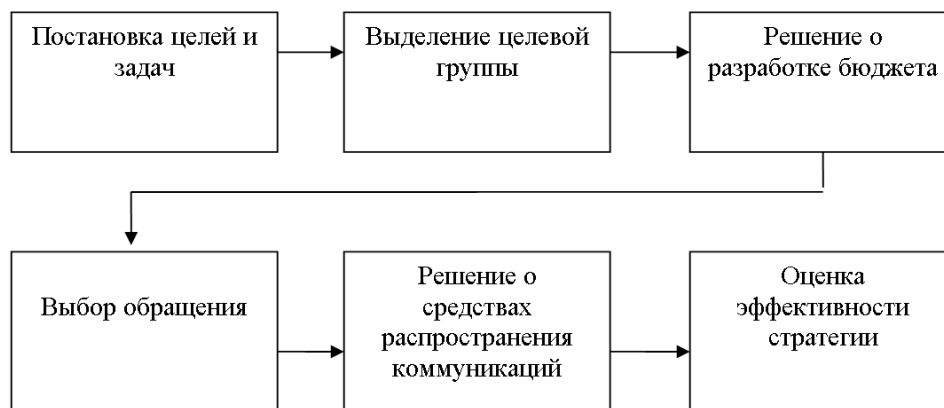 Постановка целей и
задач
Выделение целевой
группы
Решение о
разработке бюджета
Выбор обращения
Решение о
средствах
распространения
коммуникаций
Оценка
эффективности
стратегии